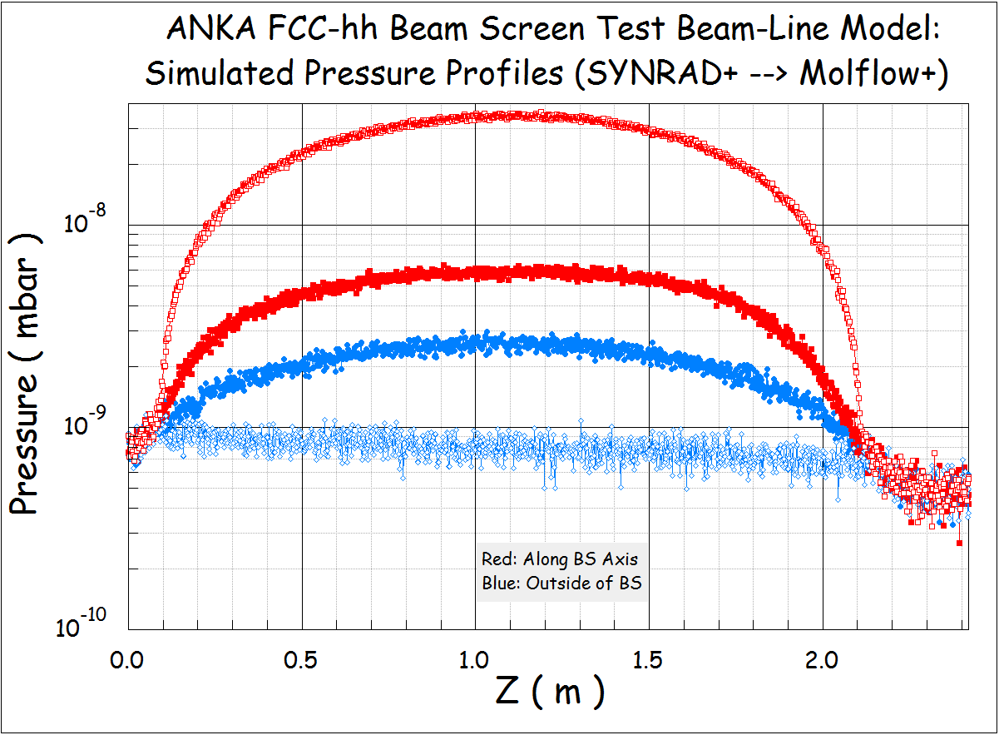 ANKA FCC-hh Beam Screen Test Beam-Line Model:
Simulated Pressure Profiles (SYNRAD+ --> Molflow+)
Pressure ( mbar )
10-8
10-9
10-10
Red: Along BS Axis
Blue: Outside of BS
0.0 0.5 1.0 1.5 2.0
Z ( m )